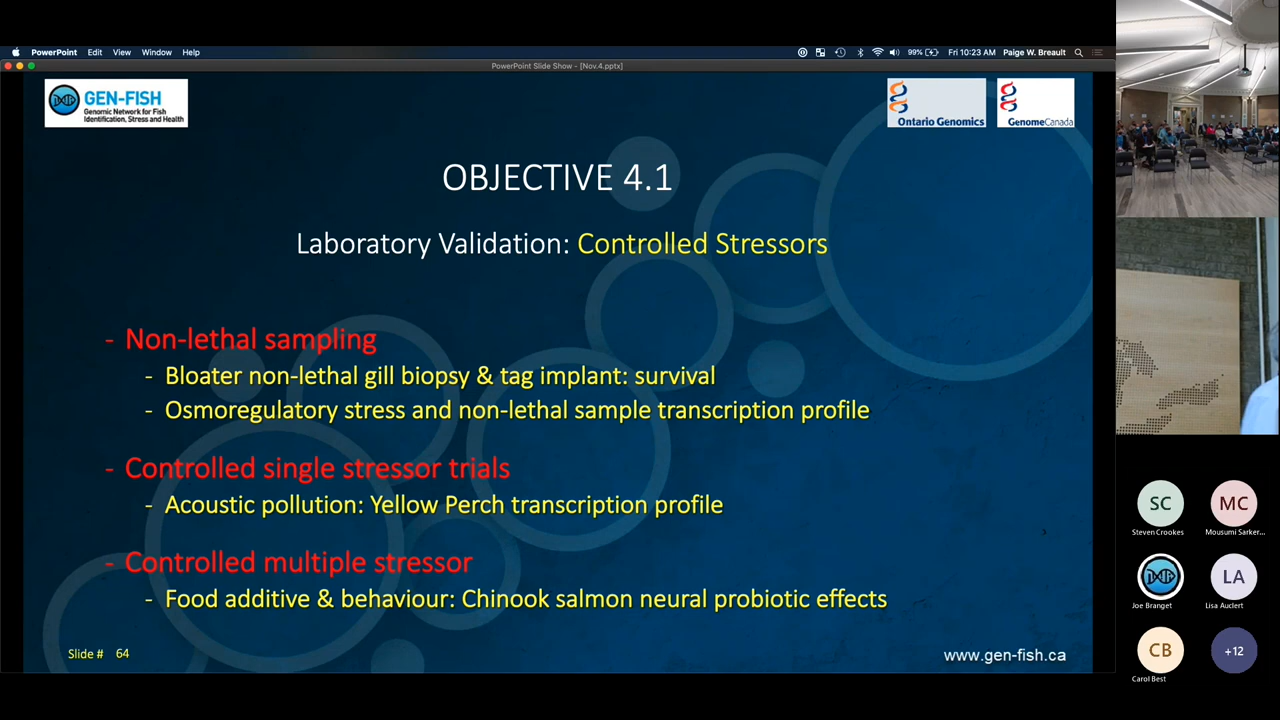 PowerPoint Edit View Window Help
99% Fri 10:23 AM Paige W. Breault
PowerPoint Slide Show - [Nov.4.pptx]
GEN-FISH
Genomic Network for Fish
Identification, Stress and Health
Ontario Genomics
GenomeCanada
OBJECTIVE 4.1
Laboratory Validation: Controlled Stressors
- Non-lethal sampling
- Bloater non-lethal gill biopsy & tag implant: survival
- Osmoregulatory stress and non-lethal sample transcription profile
- Controlled single stressor trials
- Acoustic pollution: Yellow Perch transcription profile
- Controlled multiple stressor
- Food additive & behaviour: Chinook salmon neural probiotic effects
Slide # 64
www.gen-fish.ca
SC
MC
Steven Crookes
Mousumi Sarker...
LA
Joe Branget
Lisa Auclert
CB
+12
Carol Best